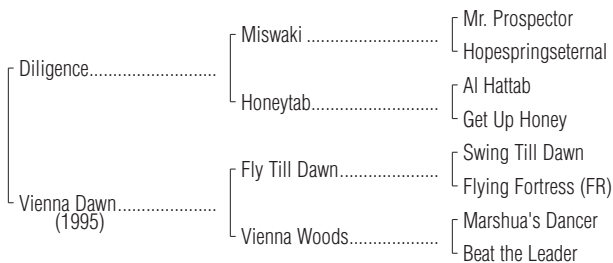 Mr. Prospector
Miswaki ..................................
Hopespringseternal
Diligence.................................
Al Hattab
Honeytab.................................
Get Up Honey
Swing Till Dawn
Fly Till Dawn..........................
Flying Fortress (FR)
Vienna Dawn..........................
(1995)
Marshua's Dancer
Vienna Woods........................
Beat the Leader